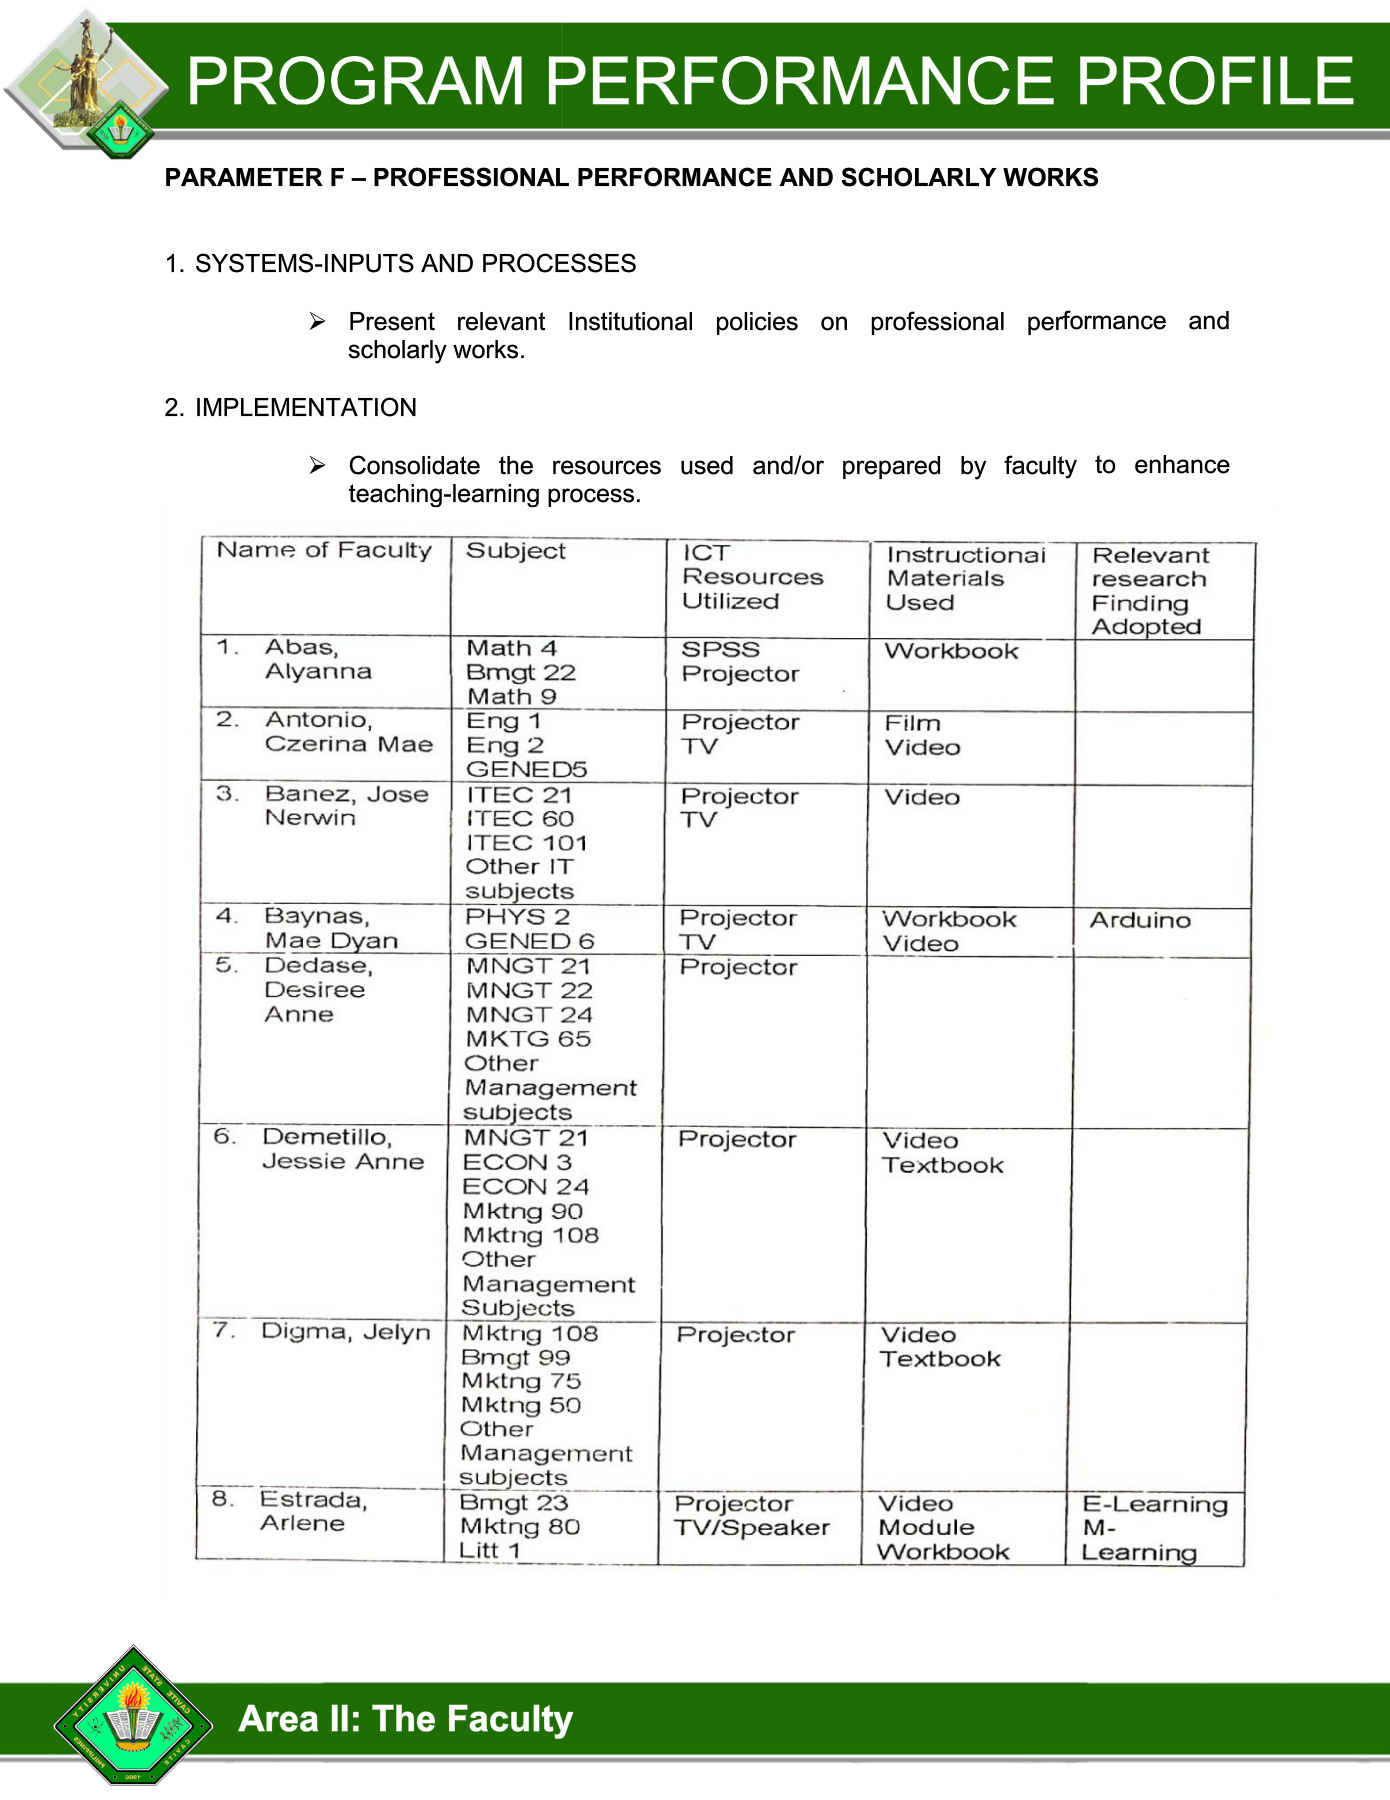 PROGRAM PERFORMANCE PROFILE
PARAMETER F – PROFESSIONAL PERFORMANCE AND SCHOLARLY WORKS
1. SYSTEMS-INPUTS AND PROCESSES
➢ Present relevant Institutional policies on professional performance and
scholarly works.
2. IMPLEMENTATION
➢ Consolidate the resources used and/or prepared by faculty to enhance
teaching-learning process.
Name of Faculty
Subject
ICT
Resources
Utilized
Instructional
Materials
Used
Relevant
research
Finding
Adopted
1. Abas,
Alyanna
Math 4
Bmgt 22
Math 9
SPSS
Projector
Workbook
2. Antonio,
Czerina Mae
Eng 1
Eng 2
GENED5
Projector
TV
Film
Video
3. Banez, Jose
Nerwin
ITEC 21
ITEC 60
ITEC 101
Other IT
subjects
Projector
TV
Video
4. Baynas,
Mae Dyan
PHYS 2
GENED 6
Projector
TV
Workbook
Video
Arduino
5. Dedase,
Desiree
Anne
MNGT 21
MNGT 22
MNGT 24
MKTG 65
Other
Management
subjects
Projector
6. Demetillo,
Jessie Anne
MNGT 21
ECON 3
ECON 24
Mktng 90
Mktng 108
Other
Management
Subjects
Projector
Video
Textbook
7. Digma, Jelyn
Mktng 108
Bmgt 99
Mktng 75
Mktng 50
Other
Management
subjects
Projector
Video
Textbook
8. Estrada,
Arlene
Bmgt 23
Mktng 80
Litt 1
Projector
TV/Speaker
Video
Module
Workbook
E-Learning
M-
Learning
CAVITE STATE UNIVERSITY
CAVITE
PHILIPPINES
1906
Area II: The Faculty